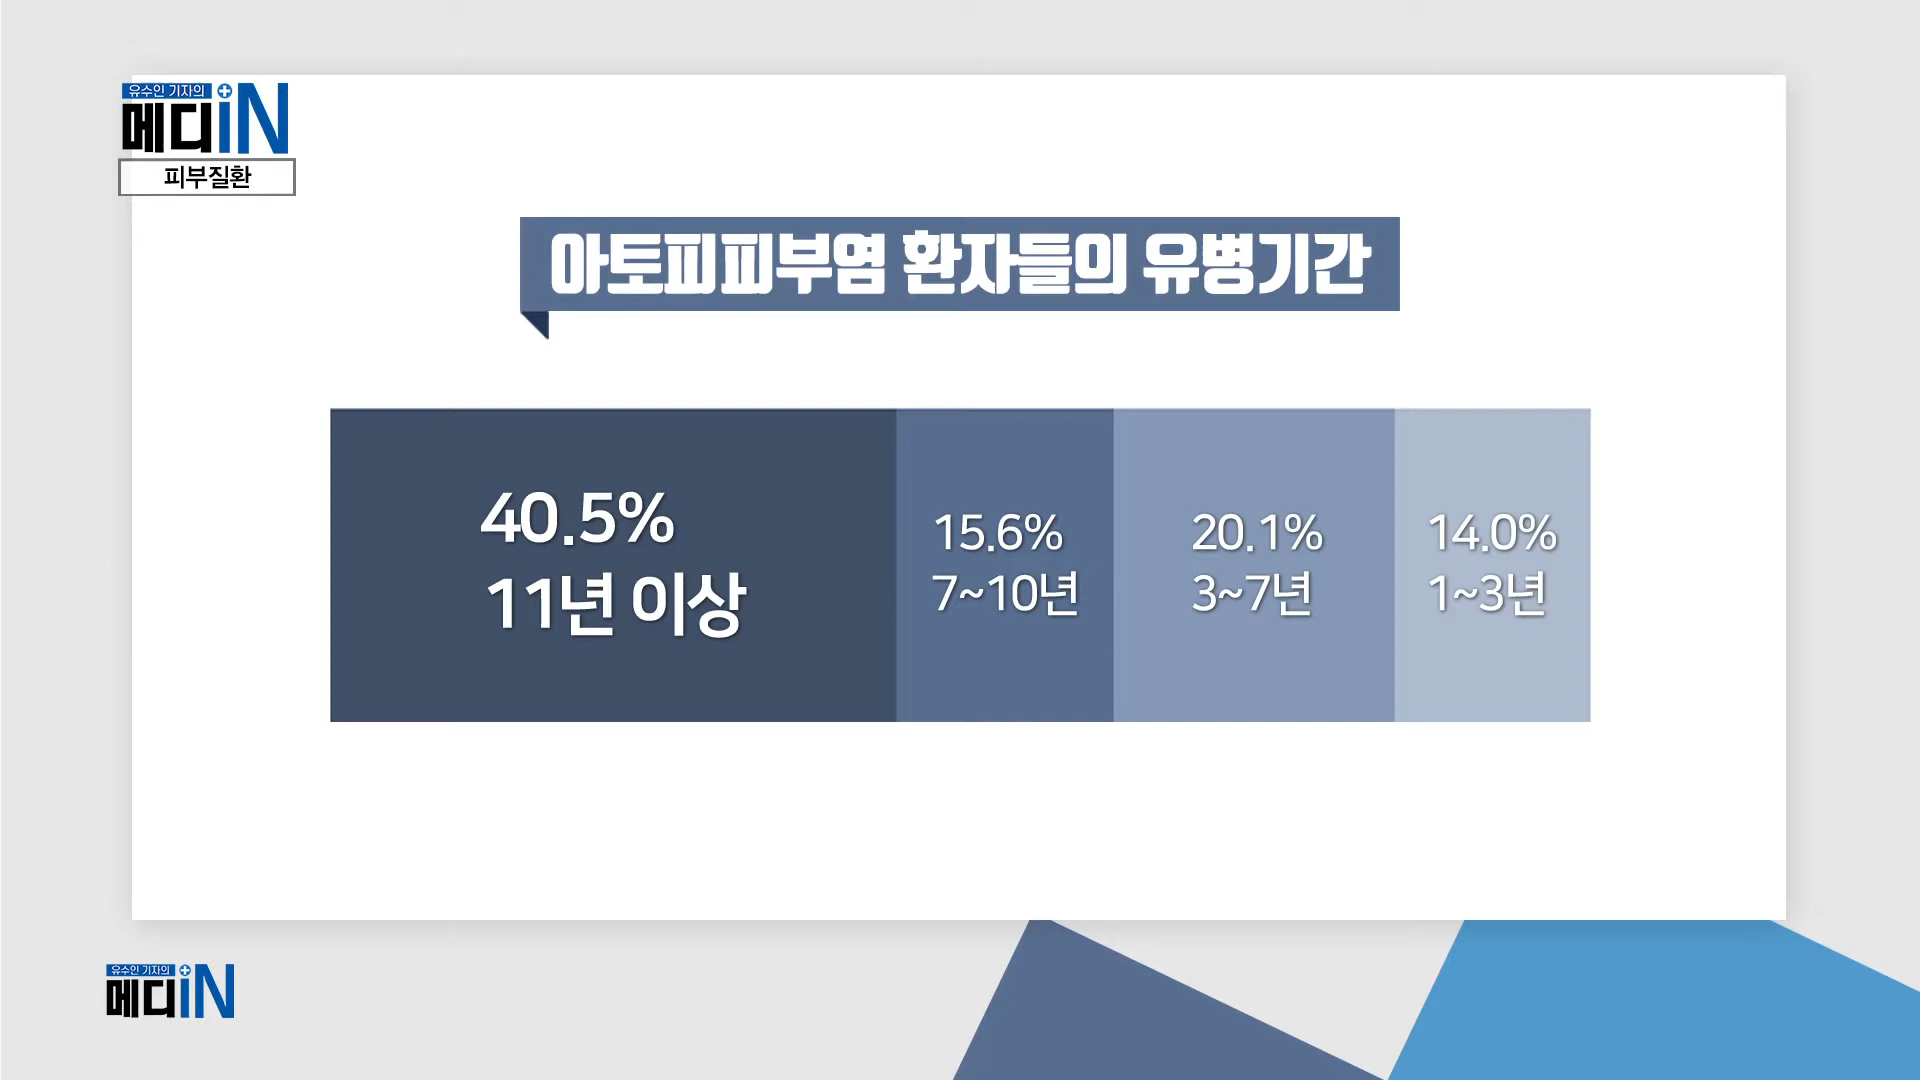 유수인 기자의
메디iN
피부질환
아토피피부염 환자들의 유병기간
40.5%
11년 이상
15.6%
7~10년
20.1%
3~7년
14.0%
1~3년
유수인 기자의
메디iN